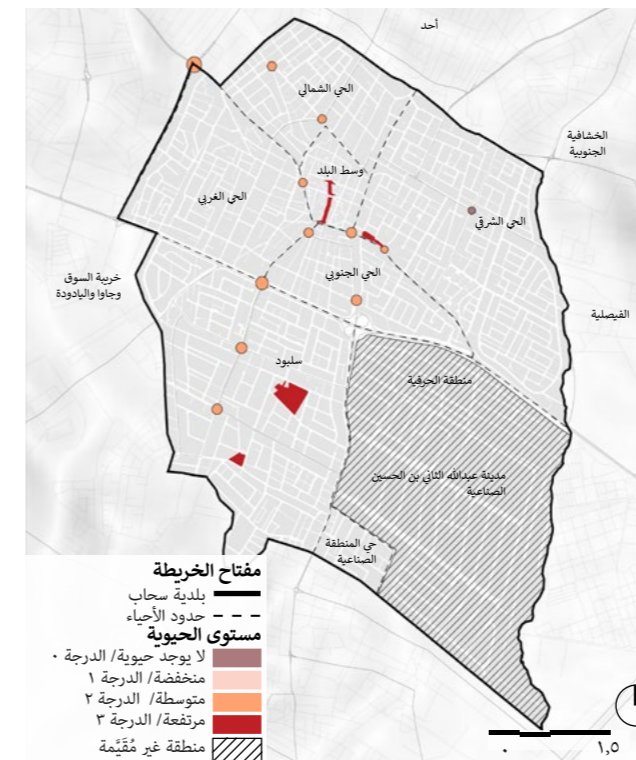 أحد
الحي الشمالي
الخشافية
الجنوبية
وسط البلد
الحي الغربي
الحي الشرقي
الحي الجنوبي
خريبة السوق
وجاوا واليادودة
الفيصلية
سلبود
منطقة الحرفية
مدينة عبدالله الثاني بن الحسين
الصناعية
حي المنطقة
الصناعية
مفتاح الخريطة
بلدية سحاب
حدود الأحياء
مستوى الحيوية
لا يوجد حيوية/ الدرجة ٠
منخفضة/ الدرجة ١
متوسطة/ الدرجة ٢
مرتفعة/ الدرجة ٣
منطقة غير مُقَيَّمة
٠ ١,٥